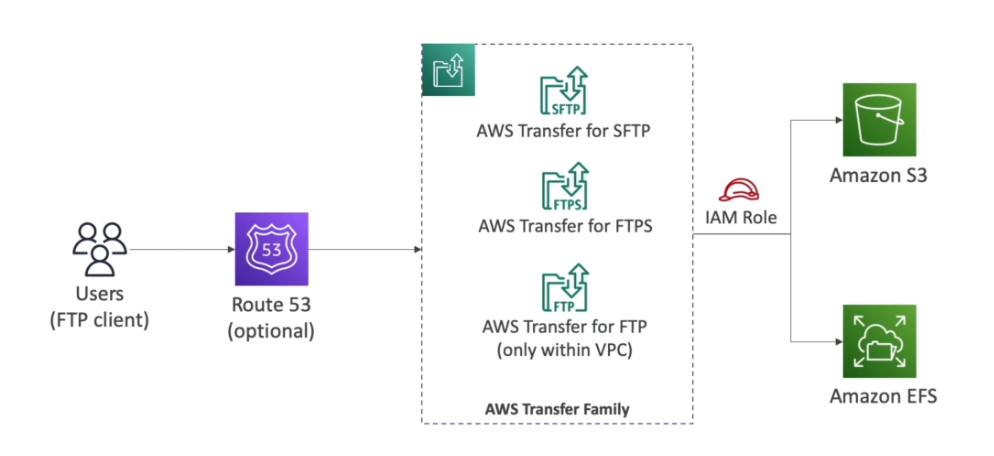 Users
(FTP client)
53
Route 53
(optional)
SFTP
AWS Transfer for SFTP
FTPS
AWS Transfer for FTPS
FTP
AWS Transfer for FTP
(only within VPC)
AWS Transfer Family
IAM Role
Amazon S3
Amazon EFS